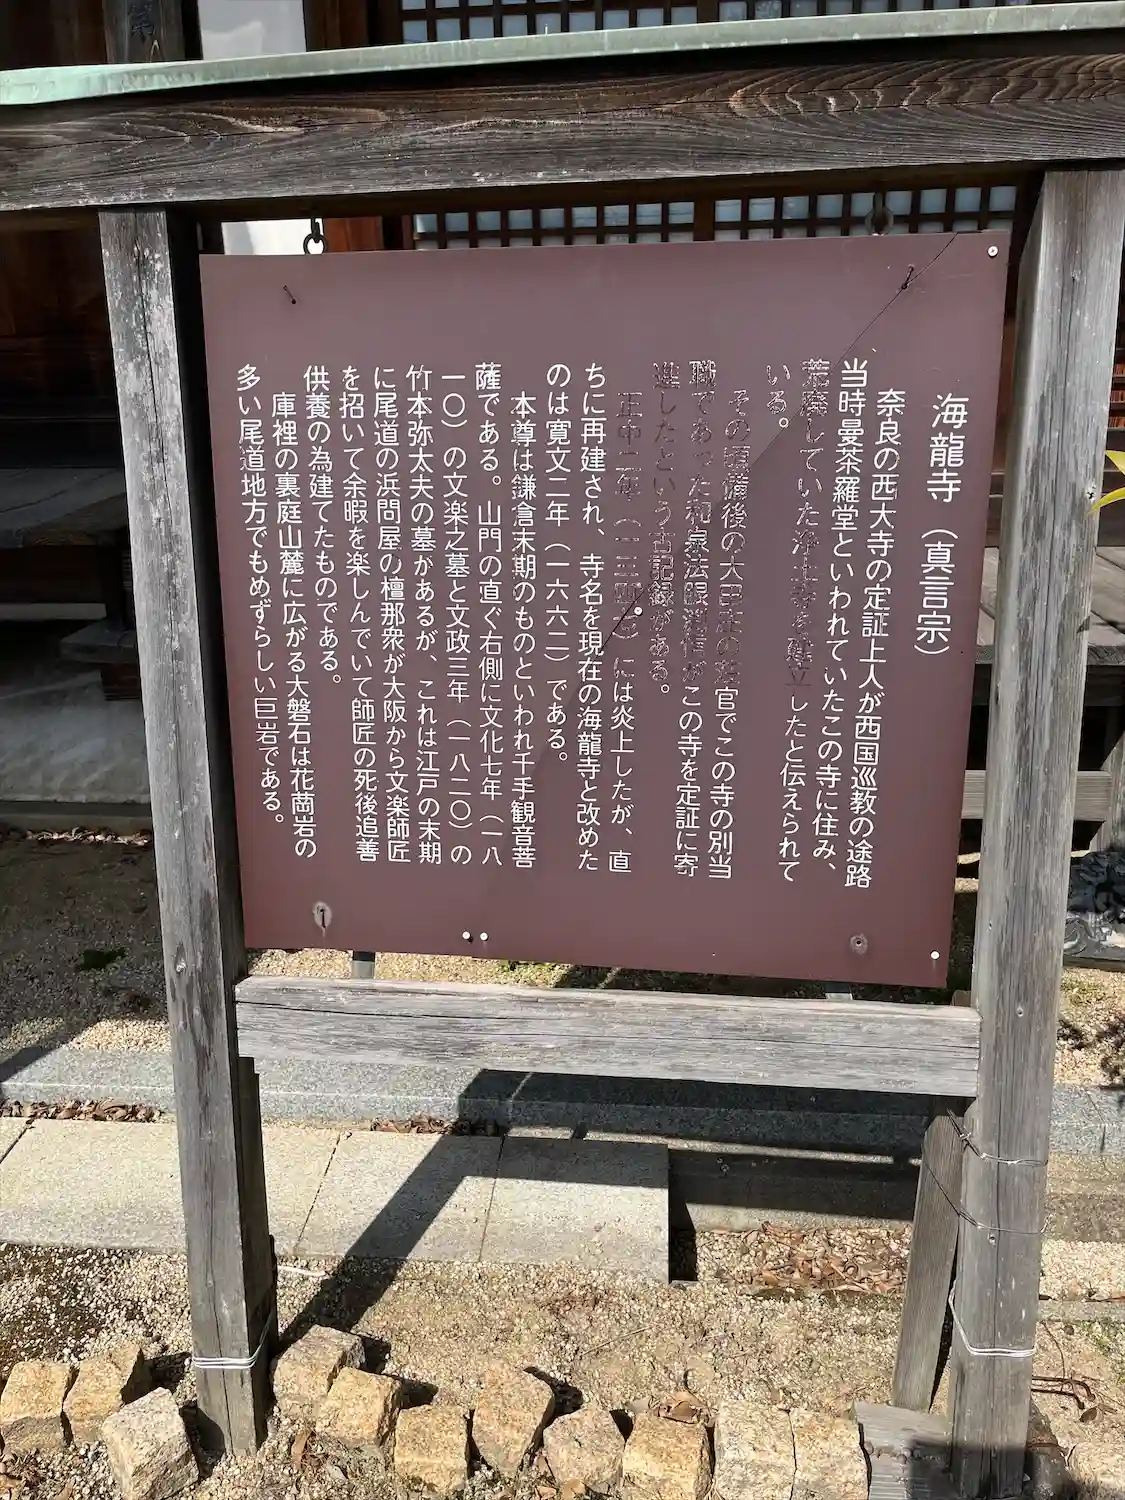 海龍寺（真言宗）
奈良の西大寺の定証上人が西国巡教の途路
当時曼荼羅堂といわれていたこの寺に住み、
荒廃していた浄土寺を建立したと伝えられて
いる。
その頃備後の大田庄の荘官でこの寺の別当
職であった和泉法眼淵信がこの寺を定証に寄
進したという古記録がある。
正中二年（一三二五）には炎上したが、直
ちに再建され、寺名を現在の海龍寺と改めた
のは寛文二年（一六六二）である。
本尊は鎌倉末期のものといわれ千手観音菩
薩である。山門の直ぐ右側に文化七年（一八
一〇）の文楽之墓と文政三年（一八二〇）の
竹本弥太夫の墓があるが、これは江戸の末期
に尾道の浜問屋の檀那衆が大阪から文楽師匠
を招いて余暇を楽しんでいて師匠の死後追善
供養の為建てたものである。
庫裡の裏庭山麓に広がる大磐石は花崗岩の
多い尾道地方でもめずらしい巨岩である。